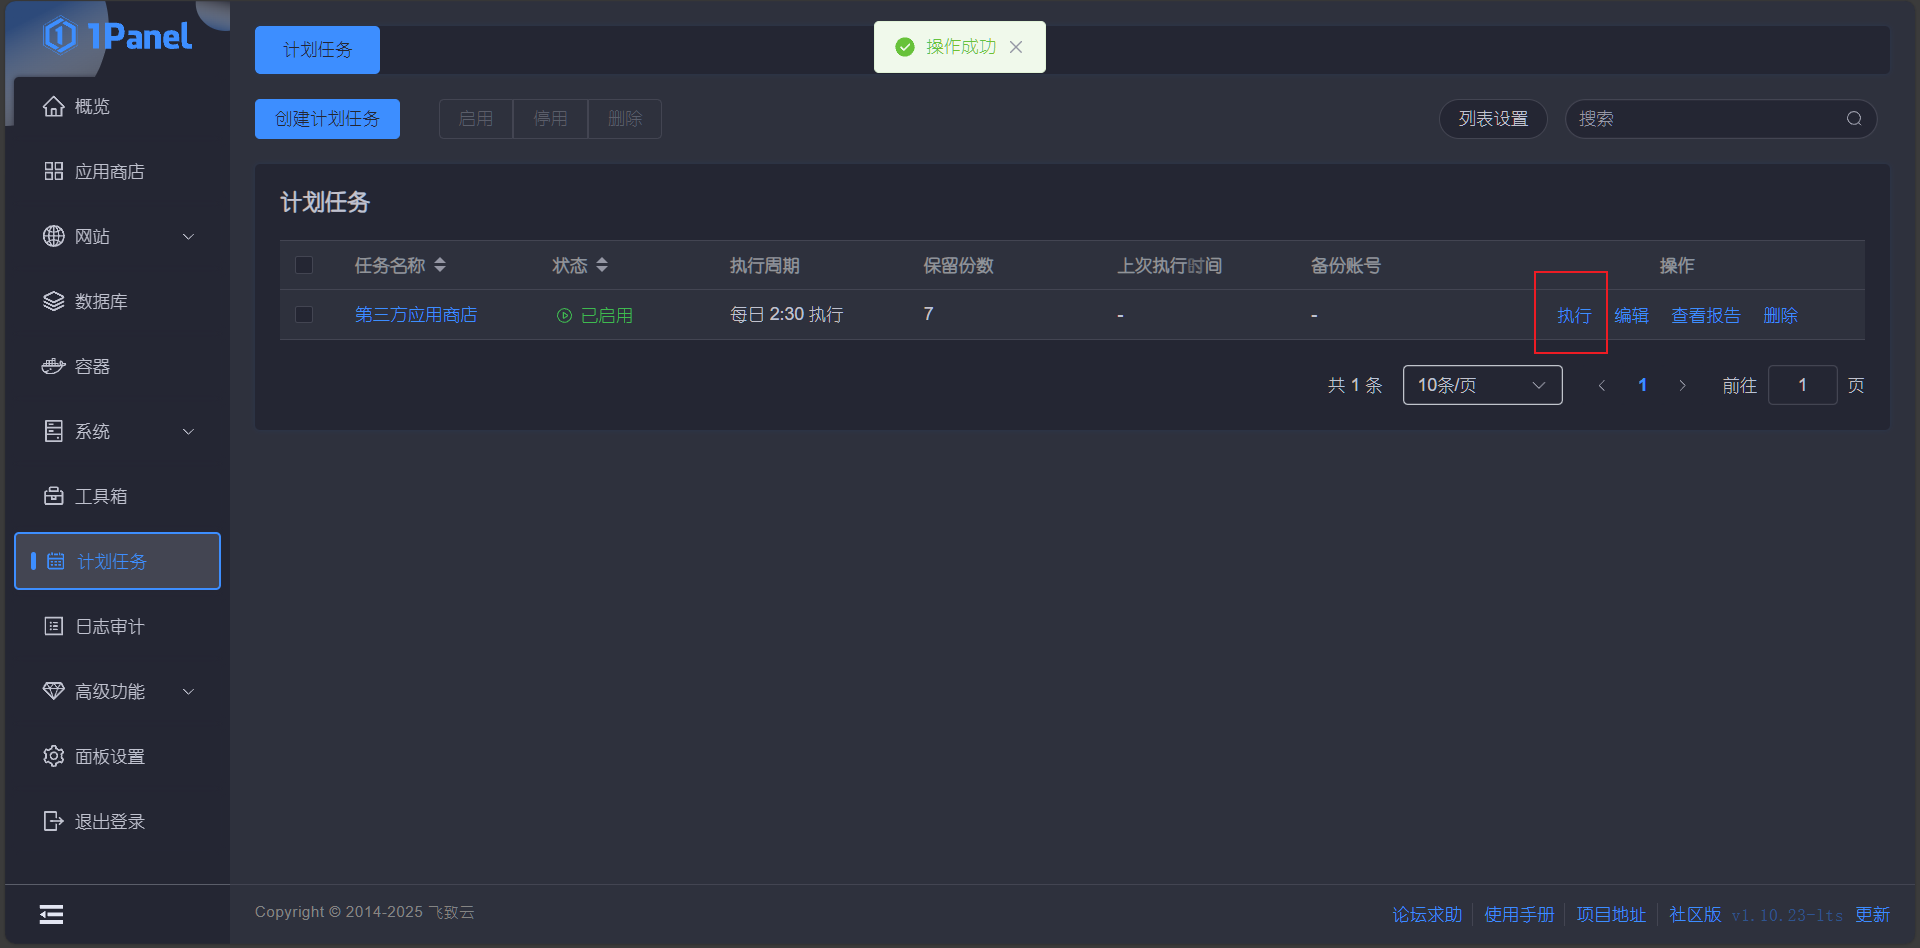 1Panel
概览
应用商店
网站
数据库
容器
系统
工具箱
计划任务
日志审计
高级功能
面板设置
退出登录
计划任务
操作成功
创建计划任务 启用 停用 删除 列表设置 搜索
计划任务
任务名称 状态 执行周期 保留份数 上次执行时间 备份账号 操作
第三方应用商店 已启用 每日 2:30 执行 7 - - 执行 编辑 查看报告 删除
共 1 条 10条/页 1 前往 1 页
Copyright © 2014-2025 飞致云 论坛求助 使用手册 项目地址 社区版 v1.10.23-lts 更新